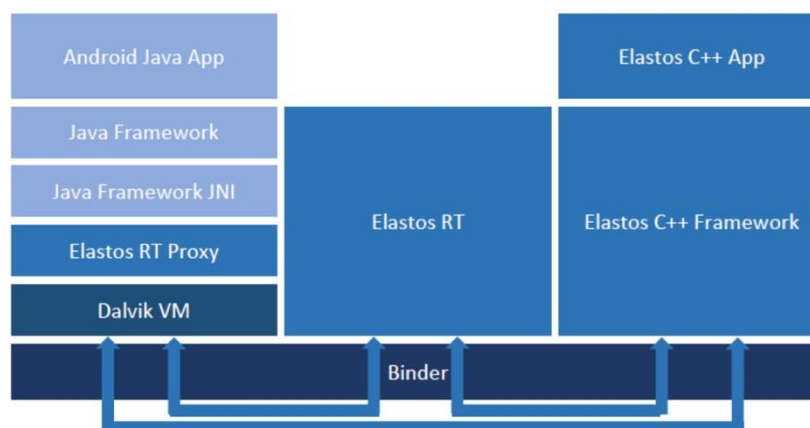 Android Java App
Java Framework
Java Framework JNI
Elastos RT Proxy
Dalvik VM
Elastos RT
Elastos C++ App
Elastos C++ Framework
Binder